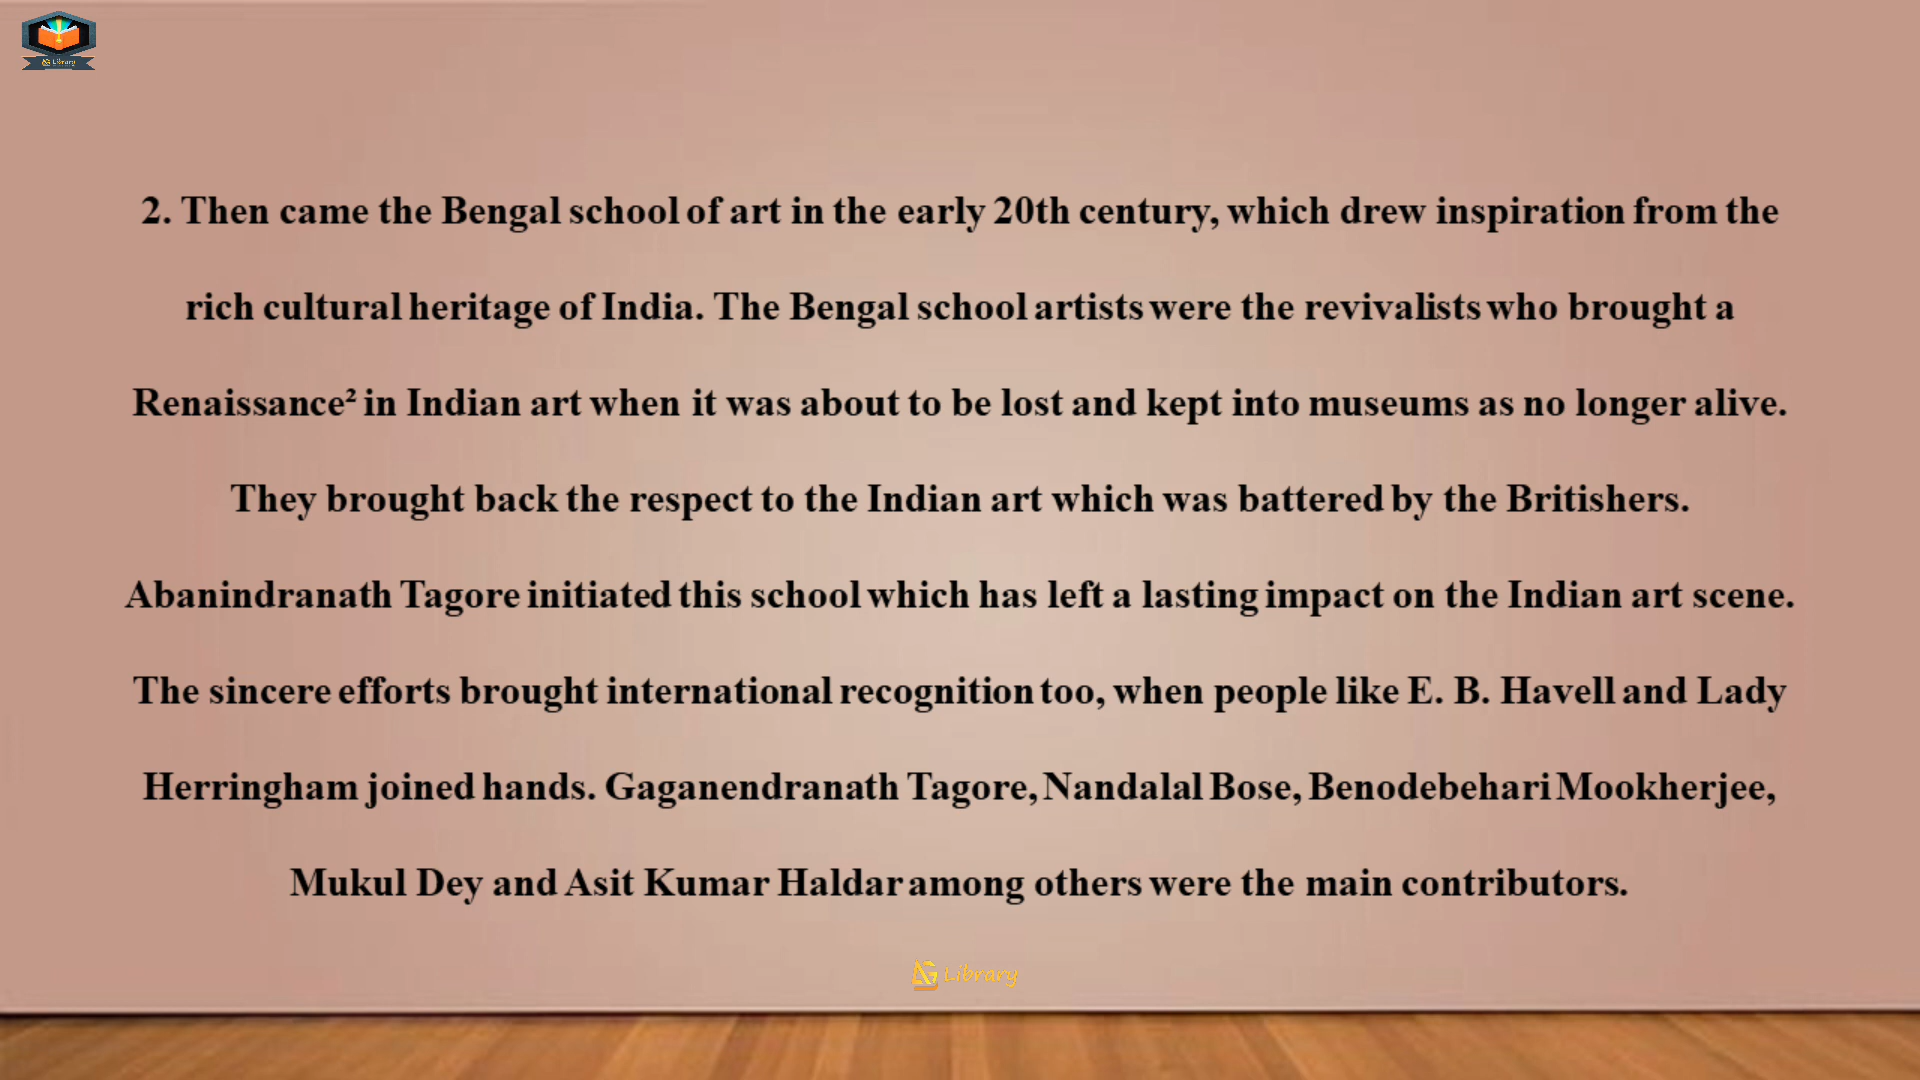 Library
2. Then came the Bengal school of art in the early 20th century, which drew inspiration from the
rich cultural heritage of India. The Bengal school artists were the revivalists who brought a
Renaissance² in Indian art when it was about to be lost and kept into museums as no longer alive.
They brought back the respect to the Indian art which was battered by the Britishers.
Abanindranath Tagore initiated this school which has left a lasting impact on the Indian art scene.
The sincere efforts brought international recognition too, when people like E. B. Havell and Lady
Herringham joined hands. Gaganendranath Tagore, Nandalal Bose, Benodebehari Mookherjee,
Mukul Dey and Asit Kumar Haldar among others were the main contributors.
Library